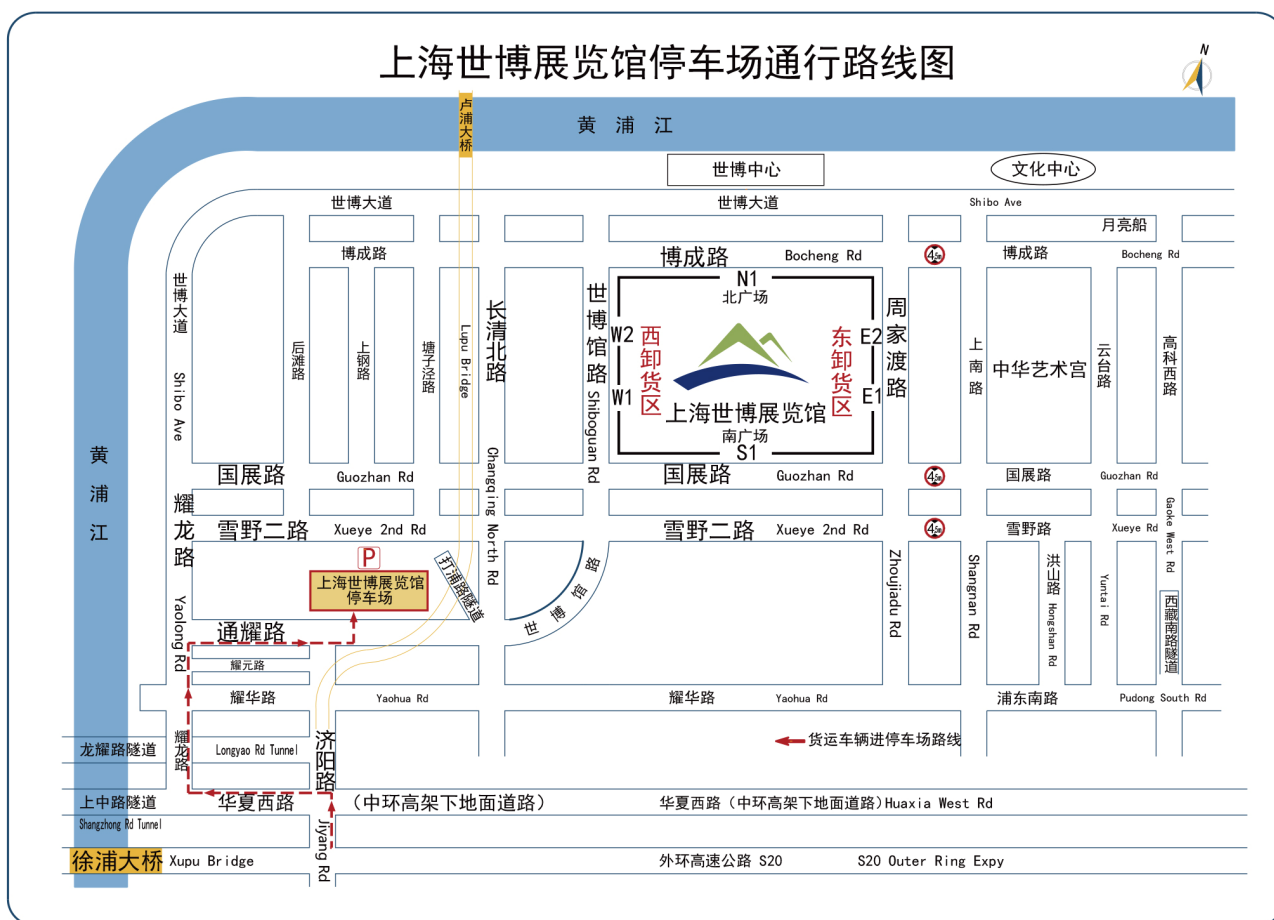 上海世博展览馆停车场通行路线图
N
卢浦大桥
黄浦江
世博中心
文化中心
世博大道
世博大道
Shibo Ave
月亮船
博成路
博成路
Bocheng Rd
4.5米
博成路
Bocheng Rd
世博大道
Shibo Ave
后滩路
上钢路
塘子泾路
Lupu Bridge
长清北路
Changqing North Rd
世博馆路
Shiboguan Rd
N1
北广场
W2
西卸货区
W1
东卸货区
E2
E1
上海世博展览馆
南广场
S1
周家渡路
上南路
中华艺术宫
云台路
高科西路
黄浦江
国展路
Guozhan Rd
国展路
Guozhan Rd
4.5米
国展路
Guozhan Rd
耀龙路
Yaolong Rd
雪野二路
Xueye 2nd Rd
雪野二路
Xueye 2nd Rd
4.5米
雪野路
Xueye Rd
Gaoke West Rd
P
上海世博展览馆
停车场
打浦路隧道
世博馆路
Zhoujiadu Rd
Shangnan Rd
洪山路
Hongshan Rd
Yuntai Rd
西藏南路隧道
通耀路
耀元路
耀华路
Yaohua Rd
耀华路
Yaohua Rd
浦东南路
Pudong South Rd
龙耀路隧道
耀龙路
Longyao Rd Tunnel
济阳路
Jiyang Rd
货运车辆进停车场路线
上中路隧道
Shangzhong Rd Tunnel
华夏西路
(中环高架下地面道路)
华夏西路(中环高架下地面道路)Huaxia West Rd
徐浦大桥
Xupu Bridge
外环高速公路 S20
S20 Outer Ring Expy